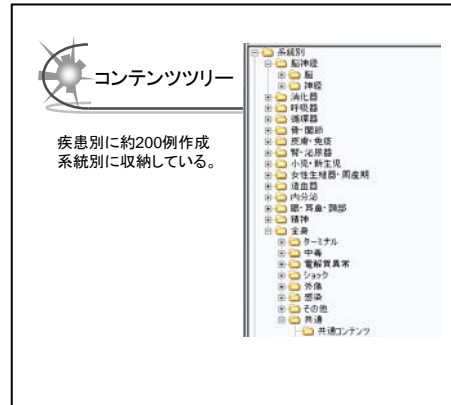 コンテンツツリー
疾患別に約200例作成
系統別に収納している。
系統別
脳神経
脳
神経
消化器
呼吸器
循環器
骨・関節
皮膚・免疫
腎・泌尿器
小児・新生児
女性生殖器・周産期
造血器
内分泌
眼・耳鼻・頭部
精神
全身
ターミナル
中毒
電解質異常
ショック
外傷
感染
その他
共通
共通コンテンツ